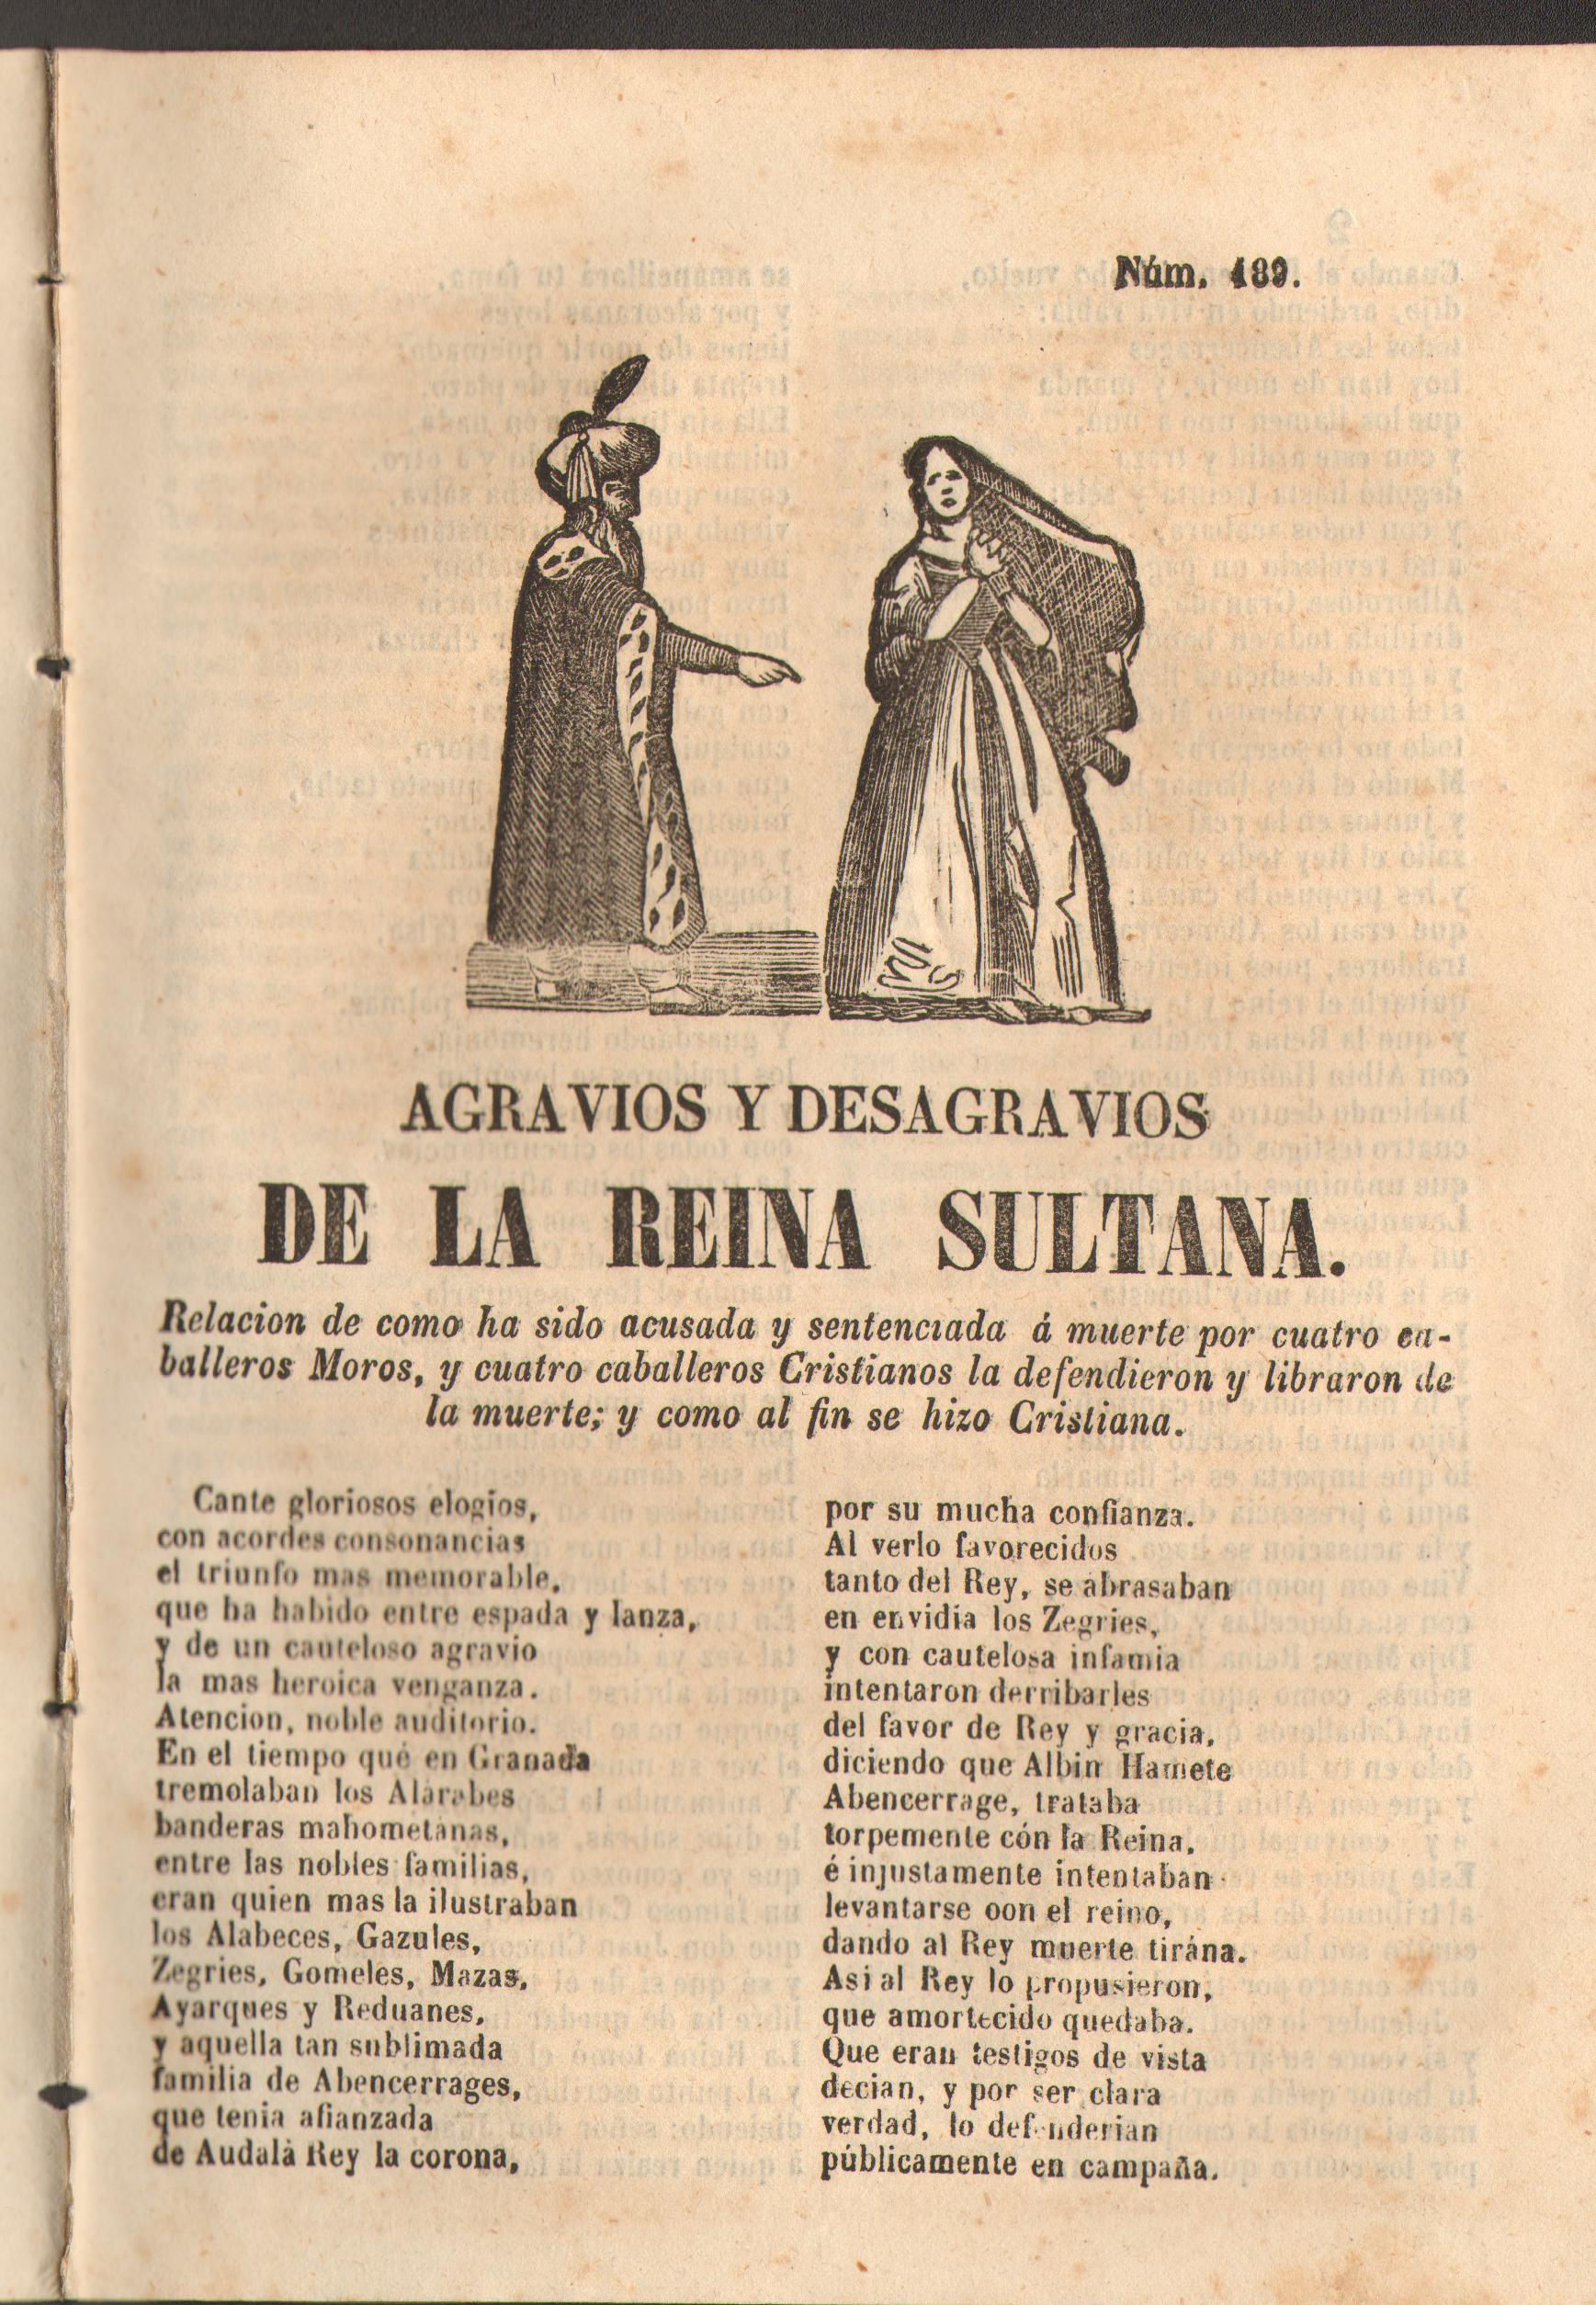 Núm. 189.
AGRAVIOS Y DESAGRAVIOS
DE LA REINA SULTANA.
Relacion de como ha sido acusada y sentenciada á muerte por cuatro ca-
balleros Moros, y cuatro caballeros Cristianos la defendieron y libraron de
la muerte; y como al fin se hizo Cristiana.
Cante gloriosos elogios,
con acordes consonancias
el triunfo mas memorable,
que ha habido entre espada y lanza,
y de un cauteloso agravio
la mas heroica venganza.
Atencion, noble auditorio.
En el tiempo que en Granada
tremolaban los Alarabes
banderas mahometanas,
entre las nobles familias,
eran quien mas la ilustraban
los Alabeces, Gazules,
Zegries, Gomeles, Mazas,
Ayarques y Reduanes,
y aquella tan sublimada
familia de Abencerrages,
que tenia afianzada
de Audalá Rey la corona,
por su mucha confianza.
Al verlo favorecidos
tanto del Rey, se abrasaban
en envidia los Zegries,
y con cautelosa infamia
intentaron derribarles
del favor de Rey y gracia,
diciendo que Albin Hamete
Abencerrage, trataba
torpemente cón la Reina,
é injustamente intentaban
levantarse oon el reino,
dando al Rey muerte tirána.
Asi al Rey lo propusieron,
que amortecido quedaba.
Que eran testigos de vista
decian, y por ser clara
verdad, lo defenderian
públicamente en campaña.